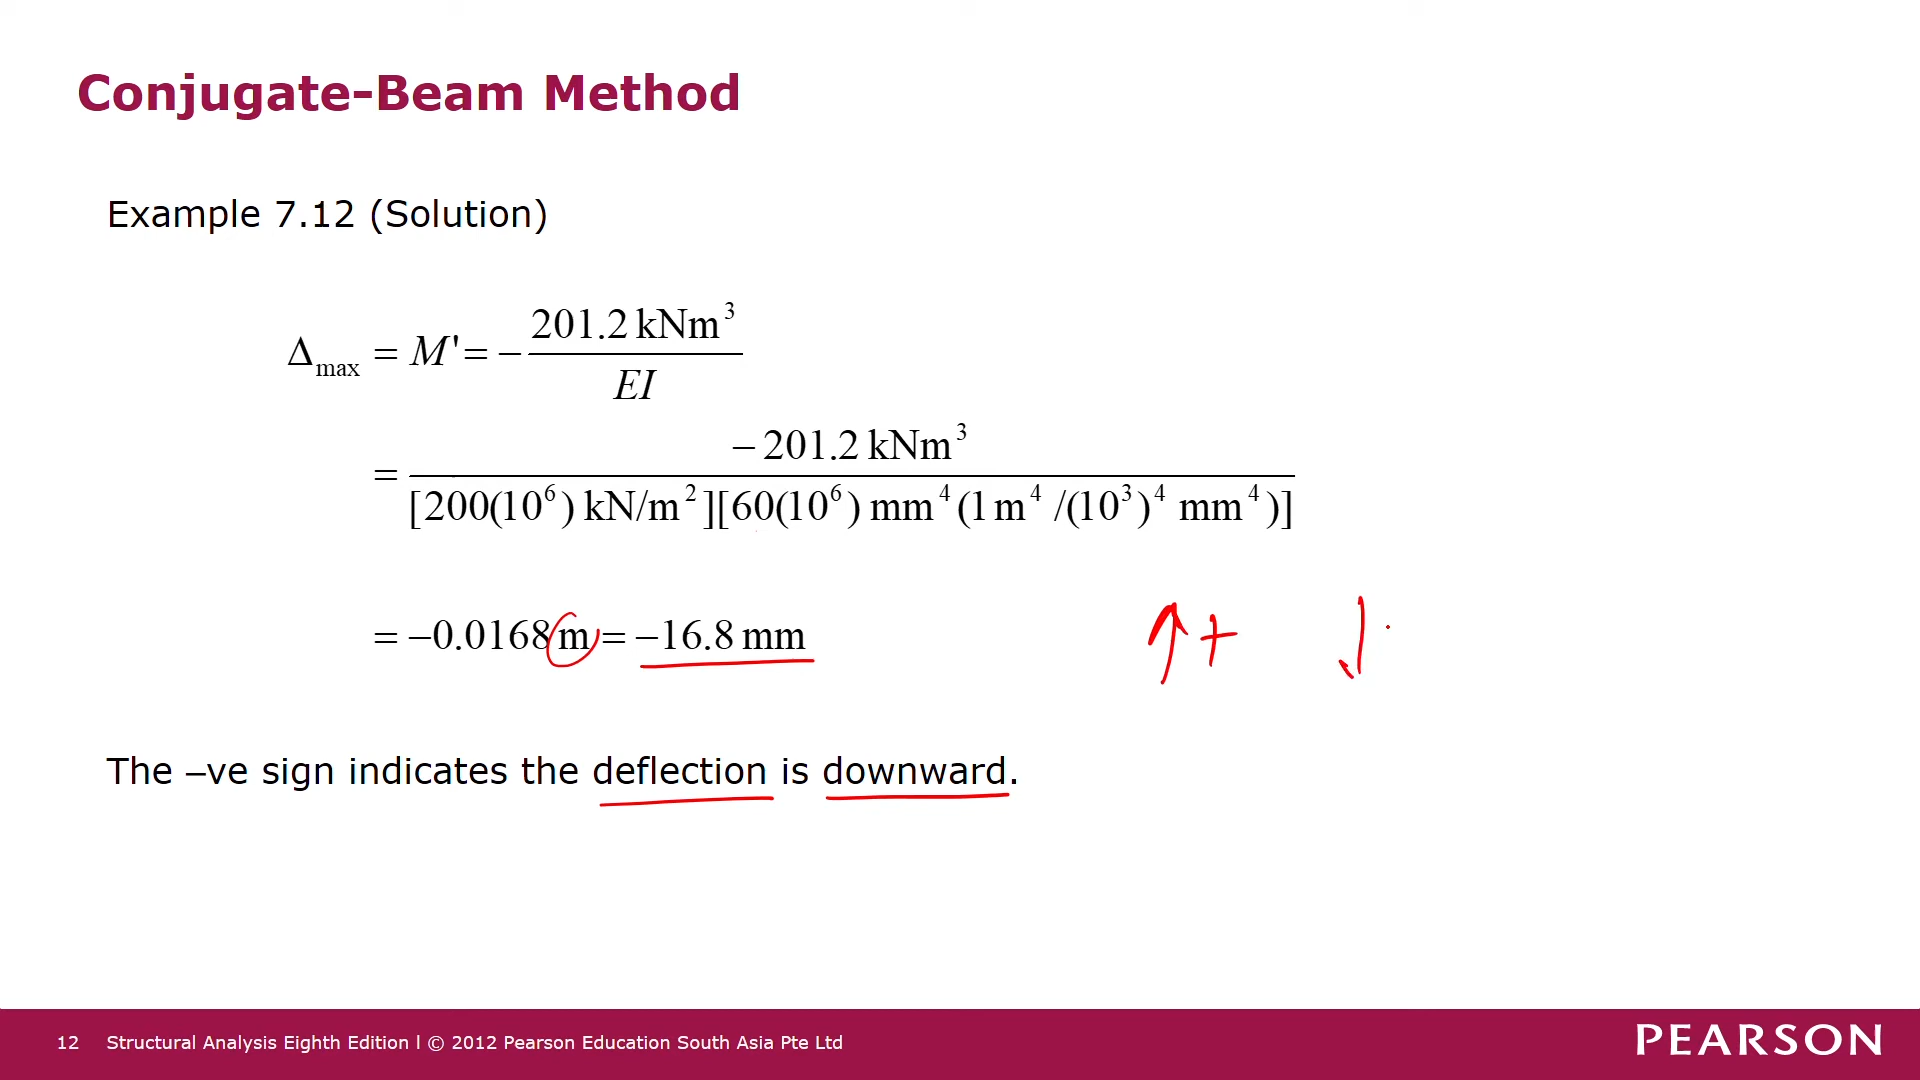 Conjugate-Beam Method
Example 7.12 (Solution)
Δmax = M' = − 201.2 kNm³ / EI
= −201.2 kNm³ / [200(10⁶) kN/m²][60(10⁶) mm⁴(1 m⁴ /(10³)⁴ mm⁴)]
= −0.0168 m = −16.8 mm
↑ + ↓
The –ve sign indicates the deflection is downward.
12 Structural Analysis Eighth Edition l © 2012 Pearson Education South Asia Pte Ltd
PEARSON